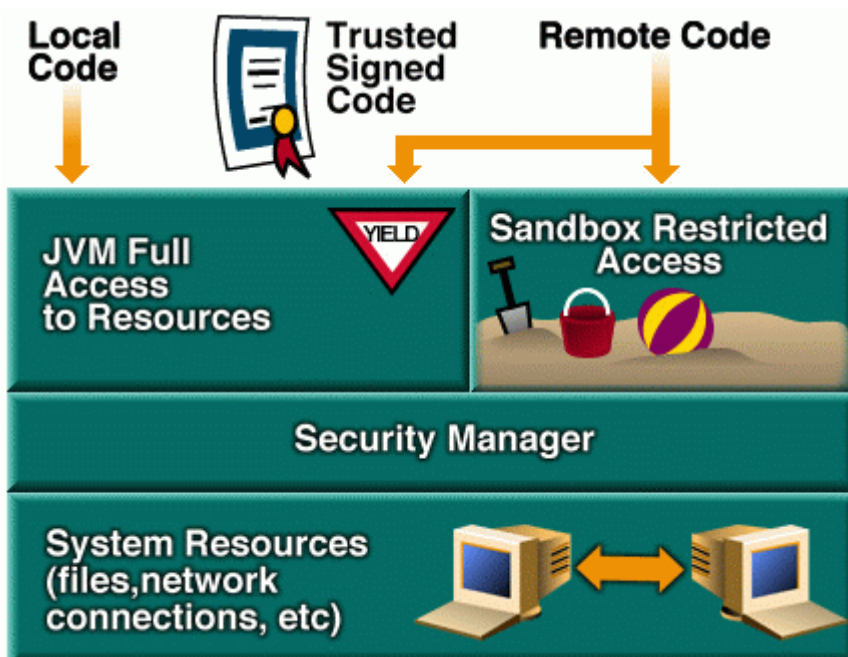 Local
Code
Trusted
Signed
Code
Remote Code
JVM Full
Access
to Resources
YIELD
Sandbox Restricted
Access
Security Manager
System Resources
(files,network
connections, etc)